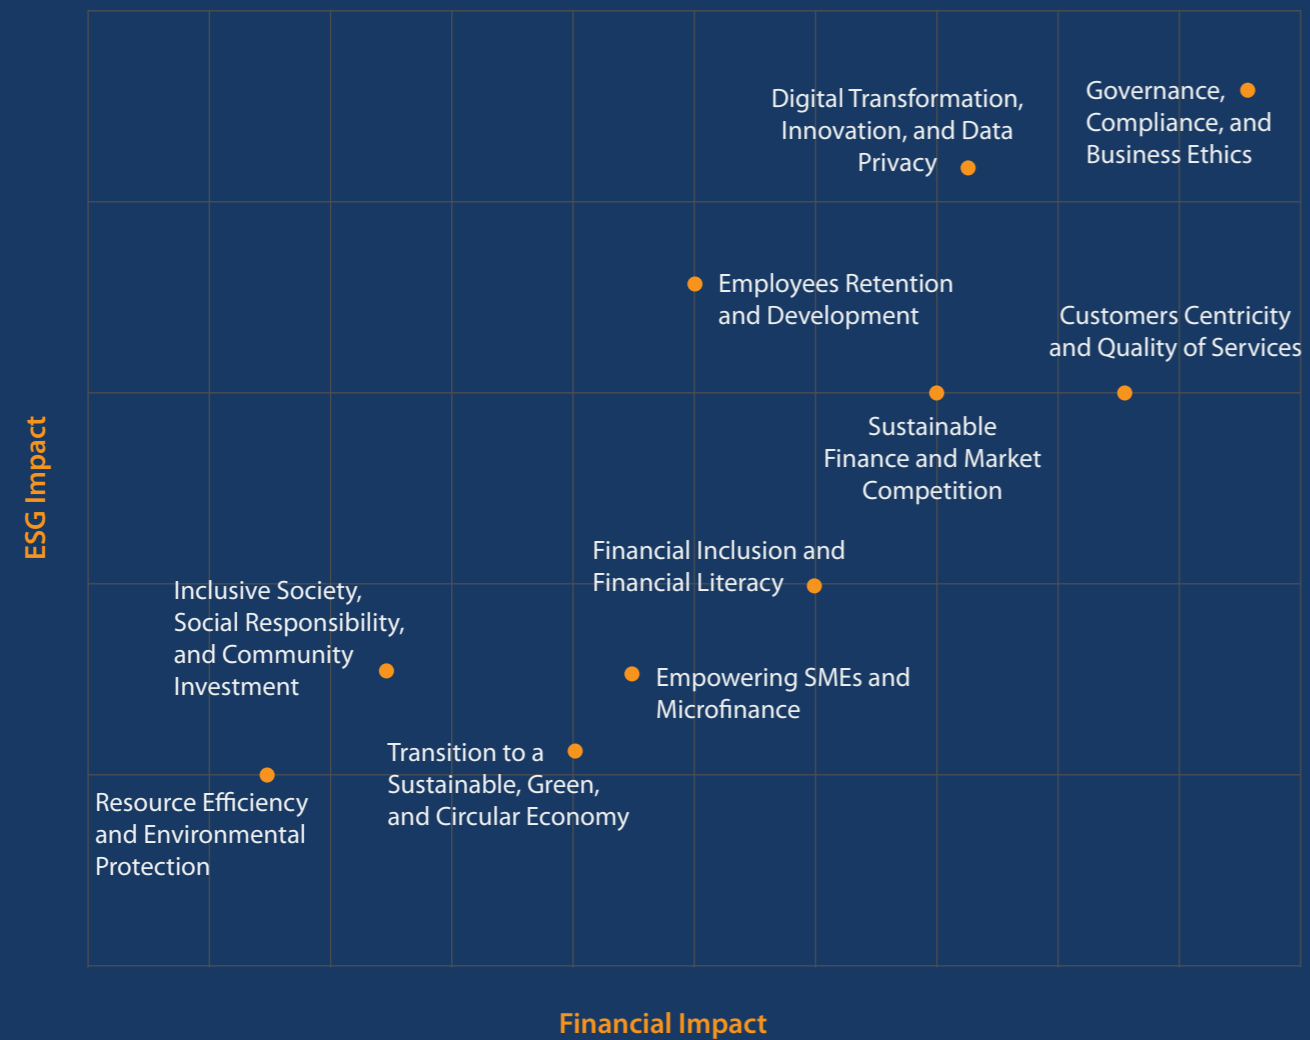 Digital Transformation,
Innovation, and Data
Privacy
Governance,
Compliance, and
Business Ethics
Employees Retention
and Development
Customers Centricity
and Quality of Services
Sustainable
Finance and Market
Competition
ESG Impact
Financial Inclusion and
Financial Literacy
Inclusive Society,
Social Responsibility,
and Community
Investment
Empowering SMEs and
Microfinance
Transition to a
Sustainable, Green,
and Circular Economy
Resource Efficiency
and Environmental
Protection
Financial Impact